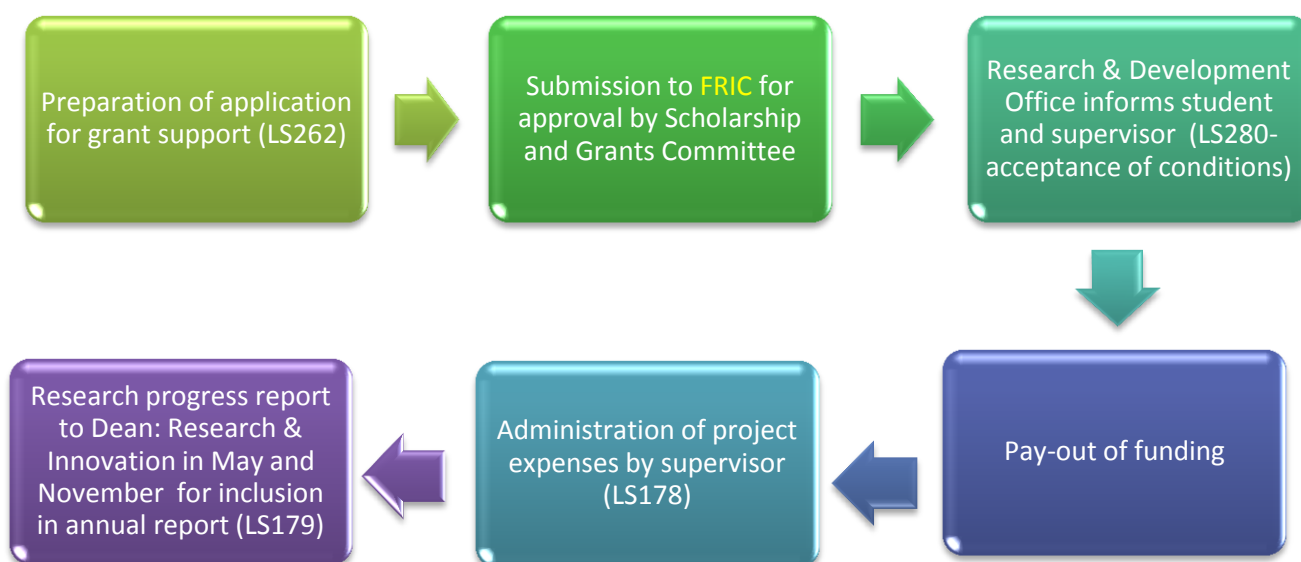 Preparation of application
for grant support (LS262)
Submission to FRIC for
approval by Scholarship
and Grants Committee
Research & Development
Office informs student
and supervisor (LS280-
acceptance of conditions)
Pay-out of funding
Administration of project
expenses by supervisor
(LS178)
Research progress report
to Dean: Research &
Innovation in May and
November for inclusion
in annual report (LS179)